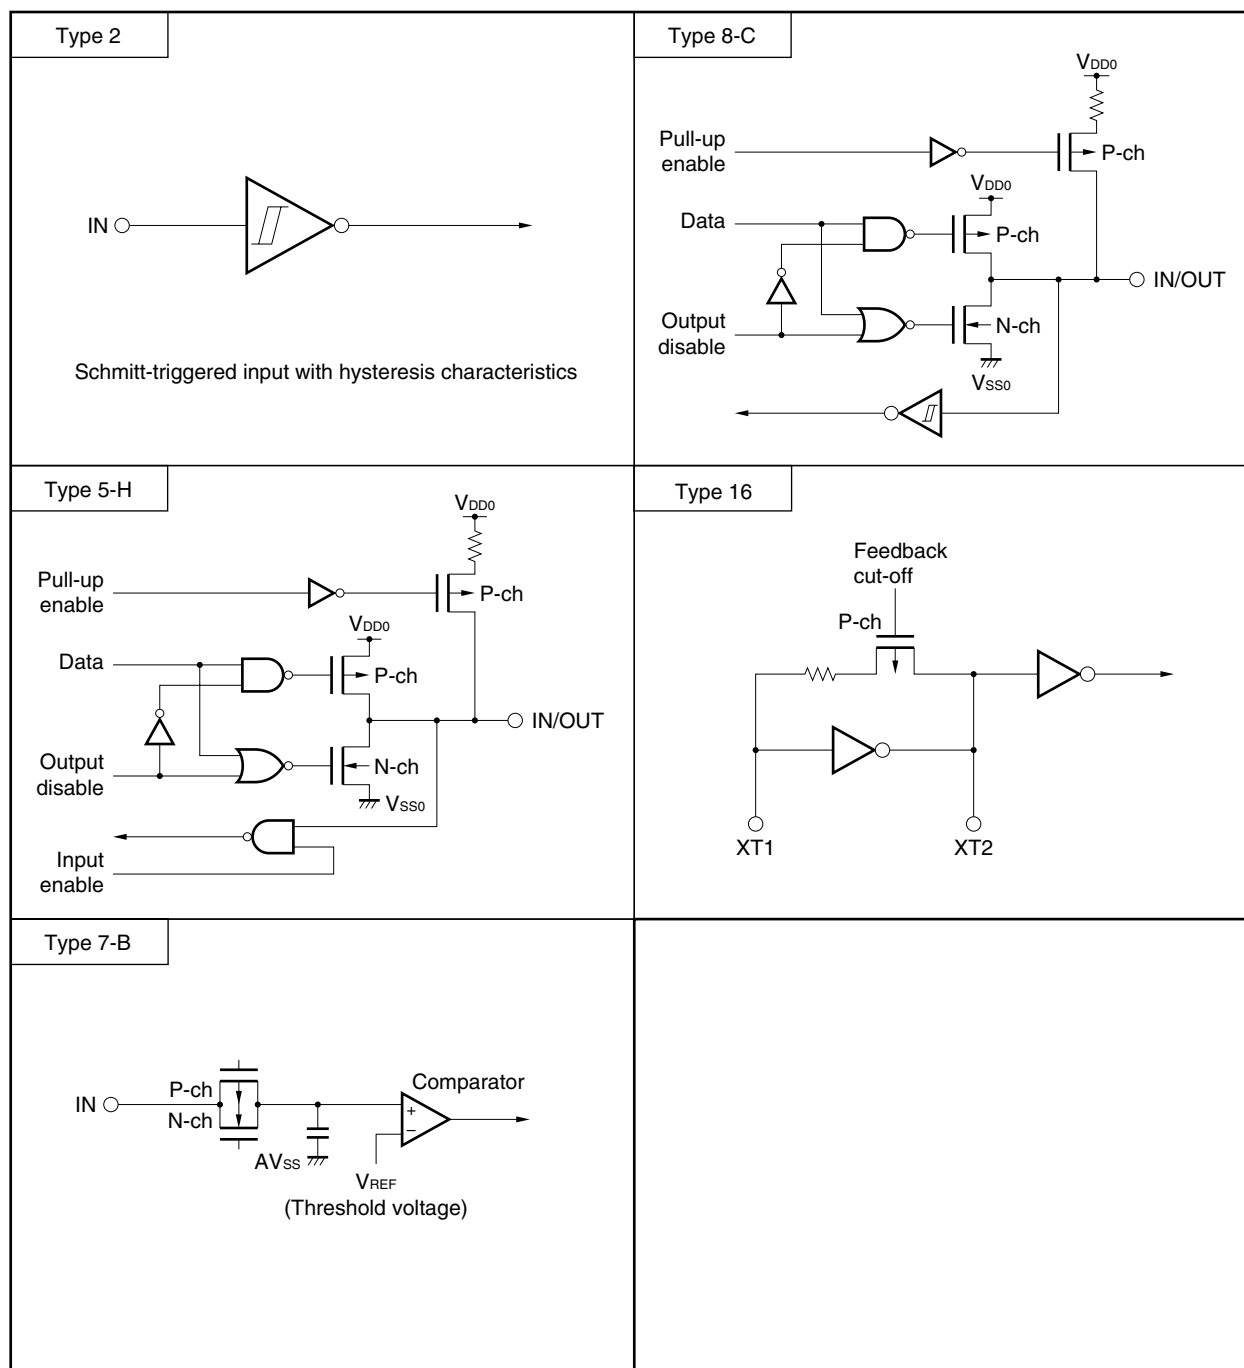 Type 2
IN
Schmitt-triggered input with hysteresis characteristics
Type 8-C
VDD0
Pull-up
enable
P-ch
VDD0
Data
P-ch
IN/OUT
Output
disable
N-ch
VSS0
Type 5-H
VDD0
Pull-up
enable
P-ch
VDD0
Data
P-ch
IN/OUT
Output
disable
N-ch
VSS0
Input
enable
Type 16
Feedback
cut-off
P-ch
XT1
XT2
Type 7-B
Comparator
P-ch
IN
N-ch
+
−
AVSS
VREF
(Threshold voltage)